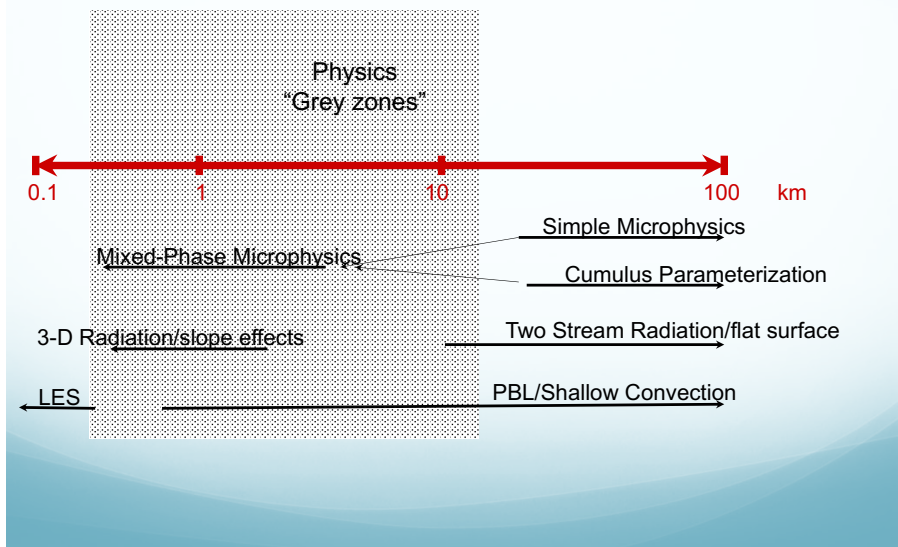 Physics
“Grey zones”
0.1 1 10 100 km
Simple Microphysics
Mixed-Phase Microphysics
Cumulus Parameterization
3-D Radiation/slope effects Two Stream Radiation/flat surface
LES PBL/Shallow Convection